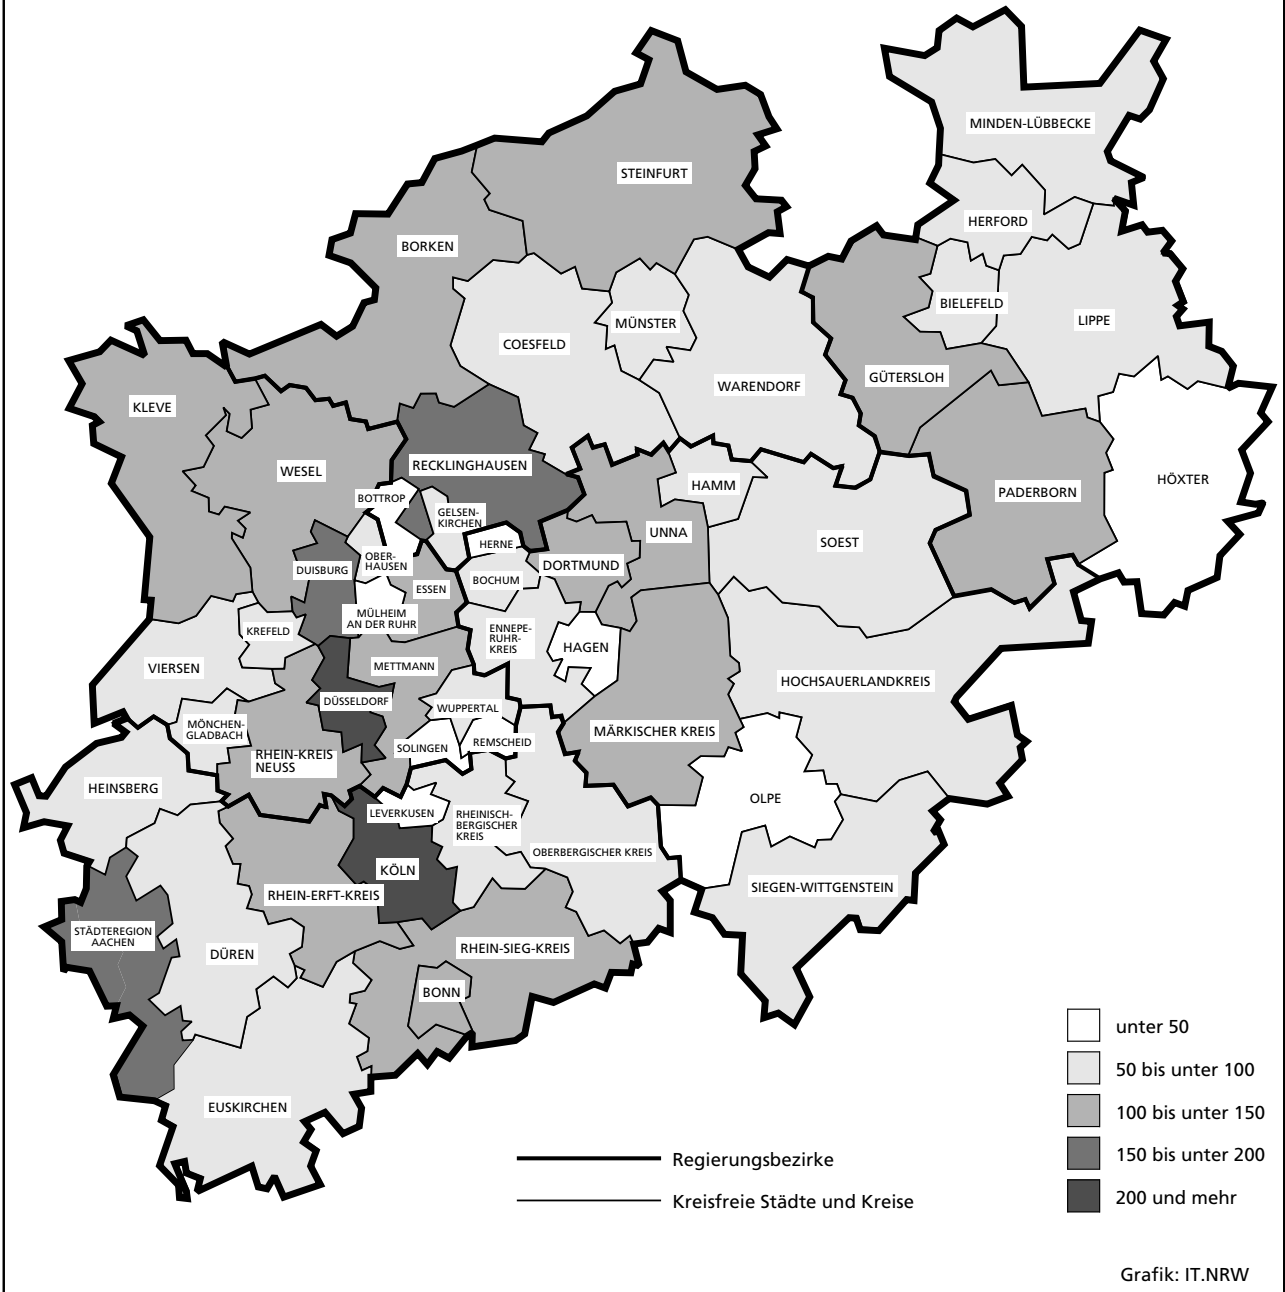 MINDEN-LÜBBECKE
STEINFURT
HERFORD
BORKEN
BIELEFELD
LIPPE
MÜNSTER
COESFELD
GÜTERSLOH
WARENDORF
KLEVE
RECKLINGHAUSEN
WESEL
HÖXTER
HAMM
PADERBORN
BOTTROP
GELSEN-
KIRCHEN
UNNA
SOEST
HERNE
OBER-
HAUSEN
DORTMUND
DUISBURG
BOCHUM
ESSEN
MÜLHEIM
AN DER RUHR
KREFELD
ENNEPE-
RUHR-
KREIS
HAGEN
VIERSEN
METTMANN
HOCHSAUERLANDKREIS
DÜSSELDORF
WUPPERTAL
MÖNCHEN-
GLADBACH
MÄRKISCHER KREIS
SOLINGEN
REMSCHEID
RHEIN-KREIS
NEUSS
HEINSBERG
OLPE
LEVERKUSEN
RHEINISCH-
BERGISCHER
KREIS
OBERBERGISCHER KREIS
KÖLN
SIEGEN-WITTGENSTEIN
RHEIN-ERFT-KREIS
STÄDTEREGION
AACHEN
RHEIN-SIEG-KREIS
DÜREN
BONN
EUSKIRCHEN
unter 50
50 bis unter 100
100 bis unter 150
150 bis unter 200
200 und mehr
Regierungsbezirke
Kreisfreie Städte und Kreise
Grafik: IT.NRW